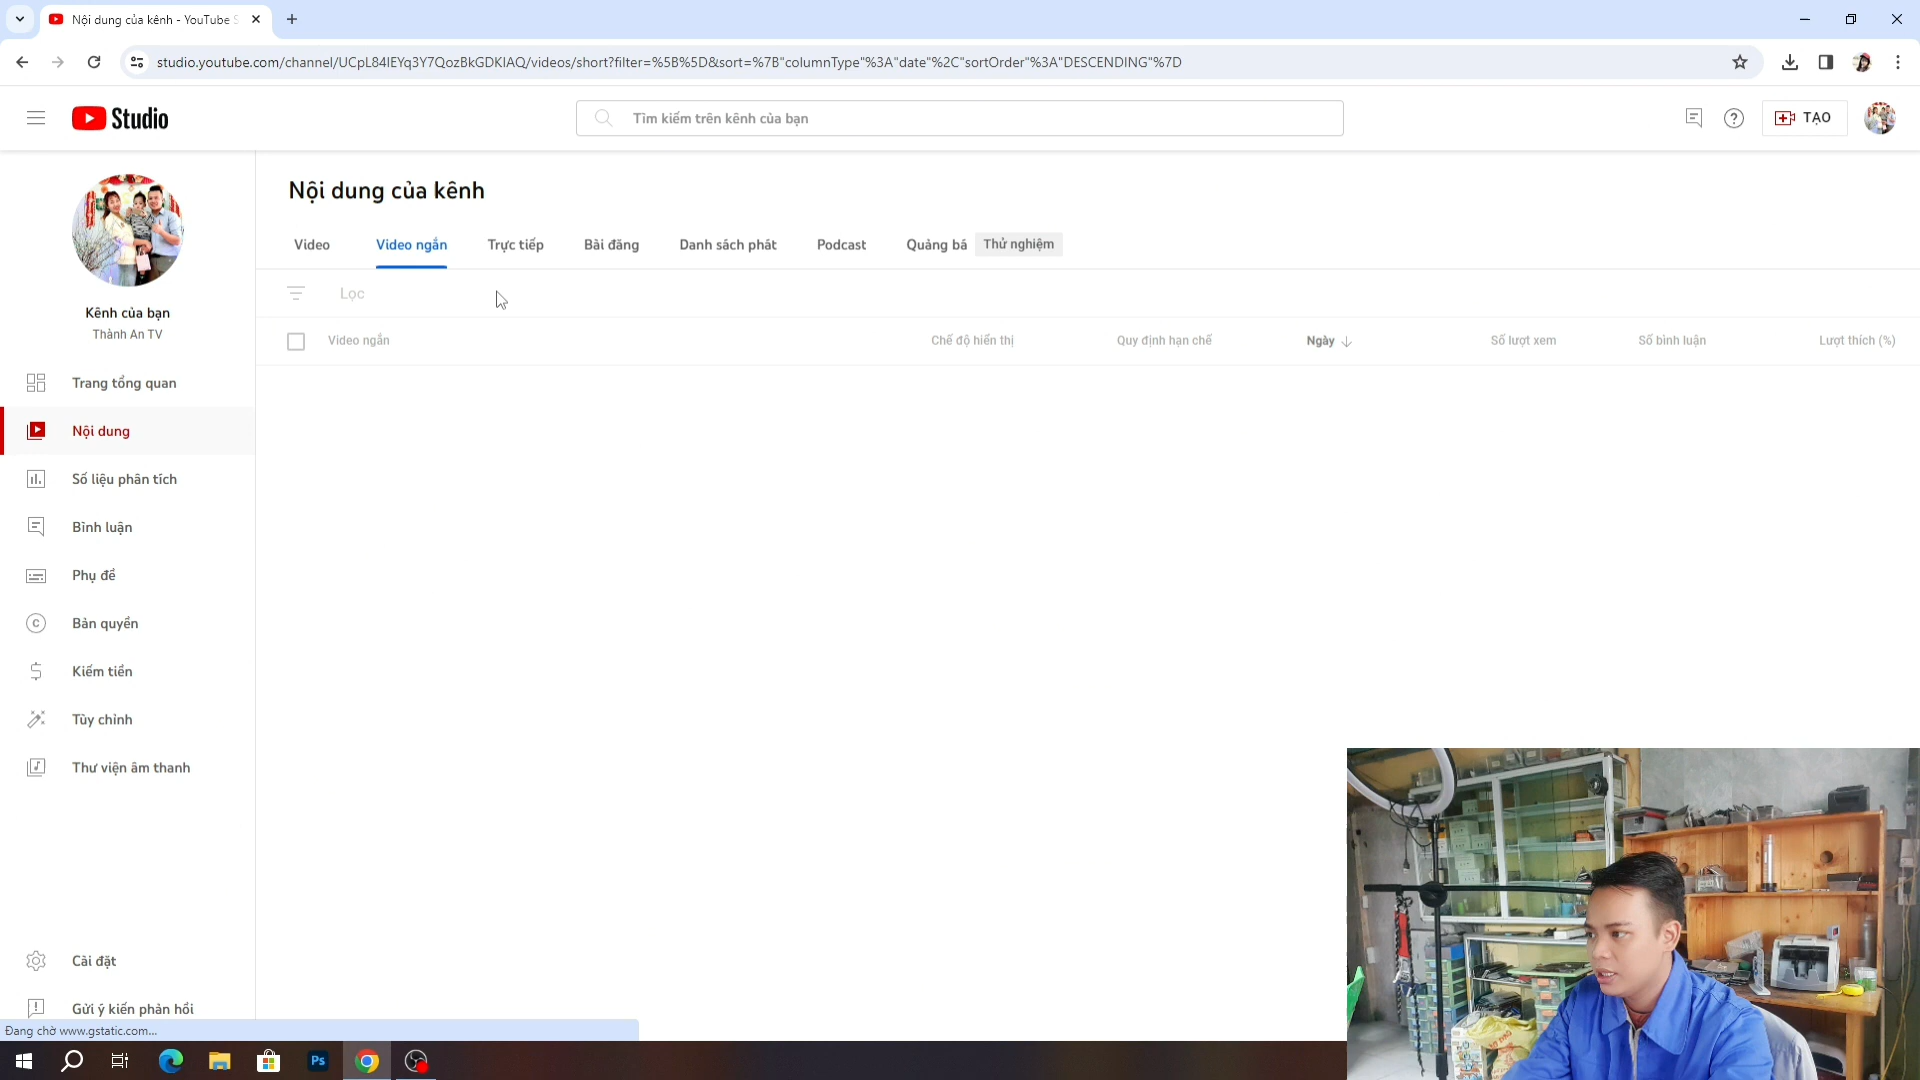 Nội dung của kênh - YouTube S
studio.youtube.com/channel/UCpL84lEYq3Y7QozBkGDKlAQ/videos/short?filter=%5B%5D&sort=%7B"columnType"%3A"date"%2C"sortOrder"%3A"DESCENDING"%7D
Studio
Tìm kiếm trên kênh của bạn
TẠO
Kênh của bạn
Thành An TV
Trang tổng quan
Nội dung
Số liệu phân tích
Bình luận
Phụ đề
Bản quyền
Kiếm tiền
Tùy chỉnh
Thư viện âm thanh
Cài đặt
Gửi ý kiến phản hồi
Nội dung của kênh
Video Video ngắn Trực tiếp Bài đăng Danh sách phát Podcast Quảng bá Thử nghiệm
Lọc
Video ngắn Chế độ hiển thị Quy định hạn chế Ngày Số lượt xem Số bình luận Lượt thích (%)
Đang chờ www.gstatic.com...
Ps